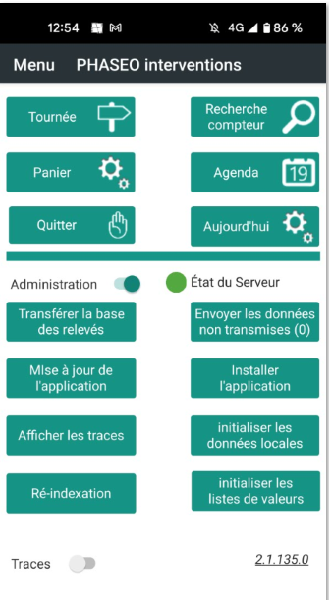 12:54 4G 86 %
Menu PHASEO interventions
Tournée
Recherche
compteur
Panier
Agenda
19
Quitter
Aujourd'hui
Administration
État du Serveur
Transférer la base
des relevés
Envoyer les données
non transmises (0)
MIse à jour de
l'application
Installer
l'application
Afficher les traces
initialiser les
données locales
Ré-indexation
initialiser les
listes de valeurs
Traces
2.1.135.0